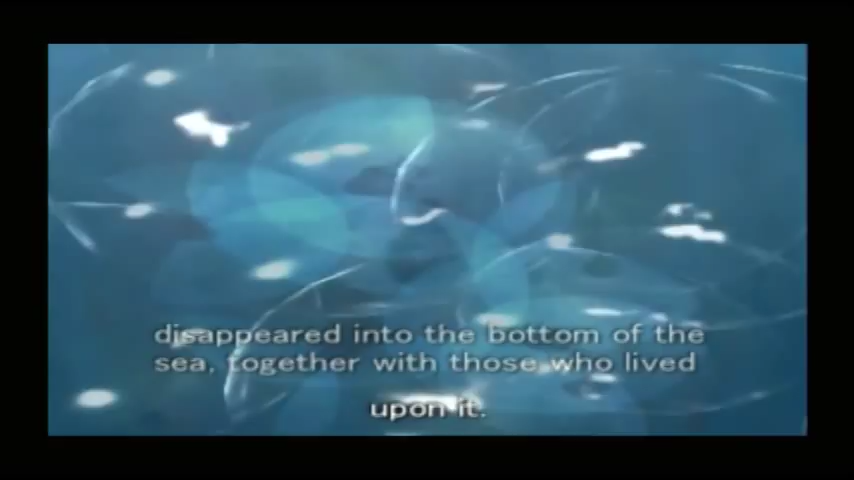 disappeared into the bottom of the
sea, together with those who lived
upon it.